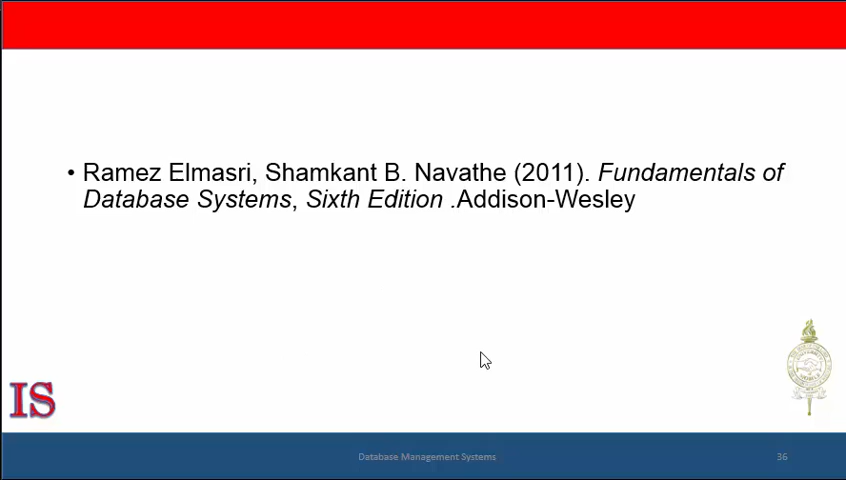 • Ramez Elmasri, Shamkant B. Navathe (2011). Fundamentals of
Database Systems, Sixth Edition .Addison-Wesley
IS
Database Management Systems
36